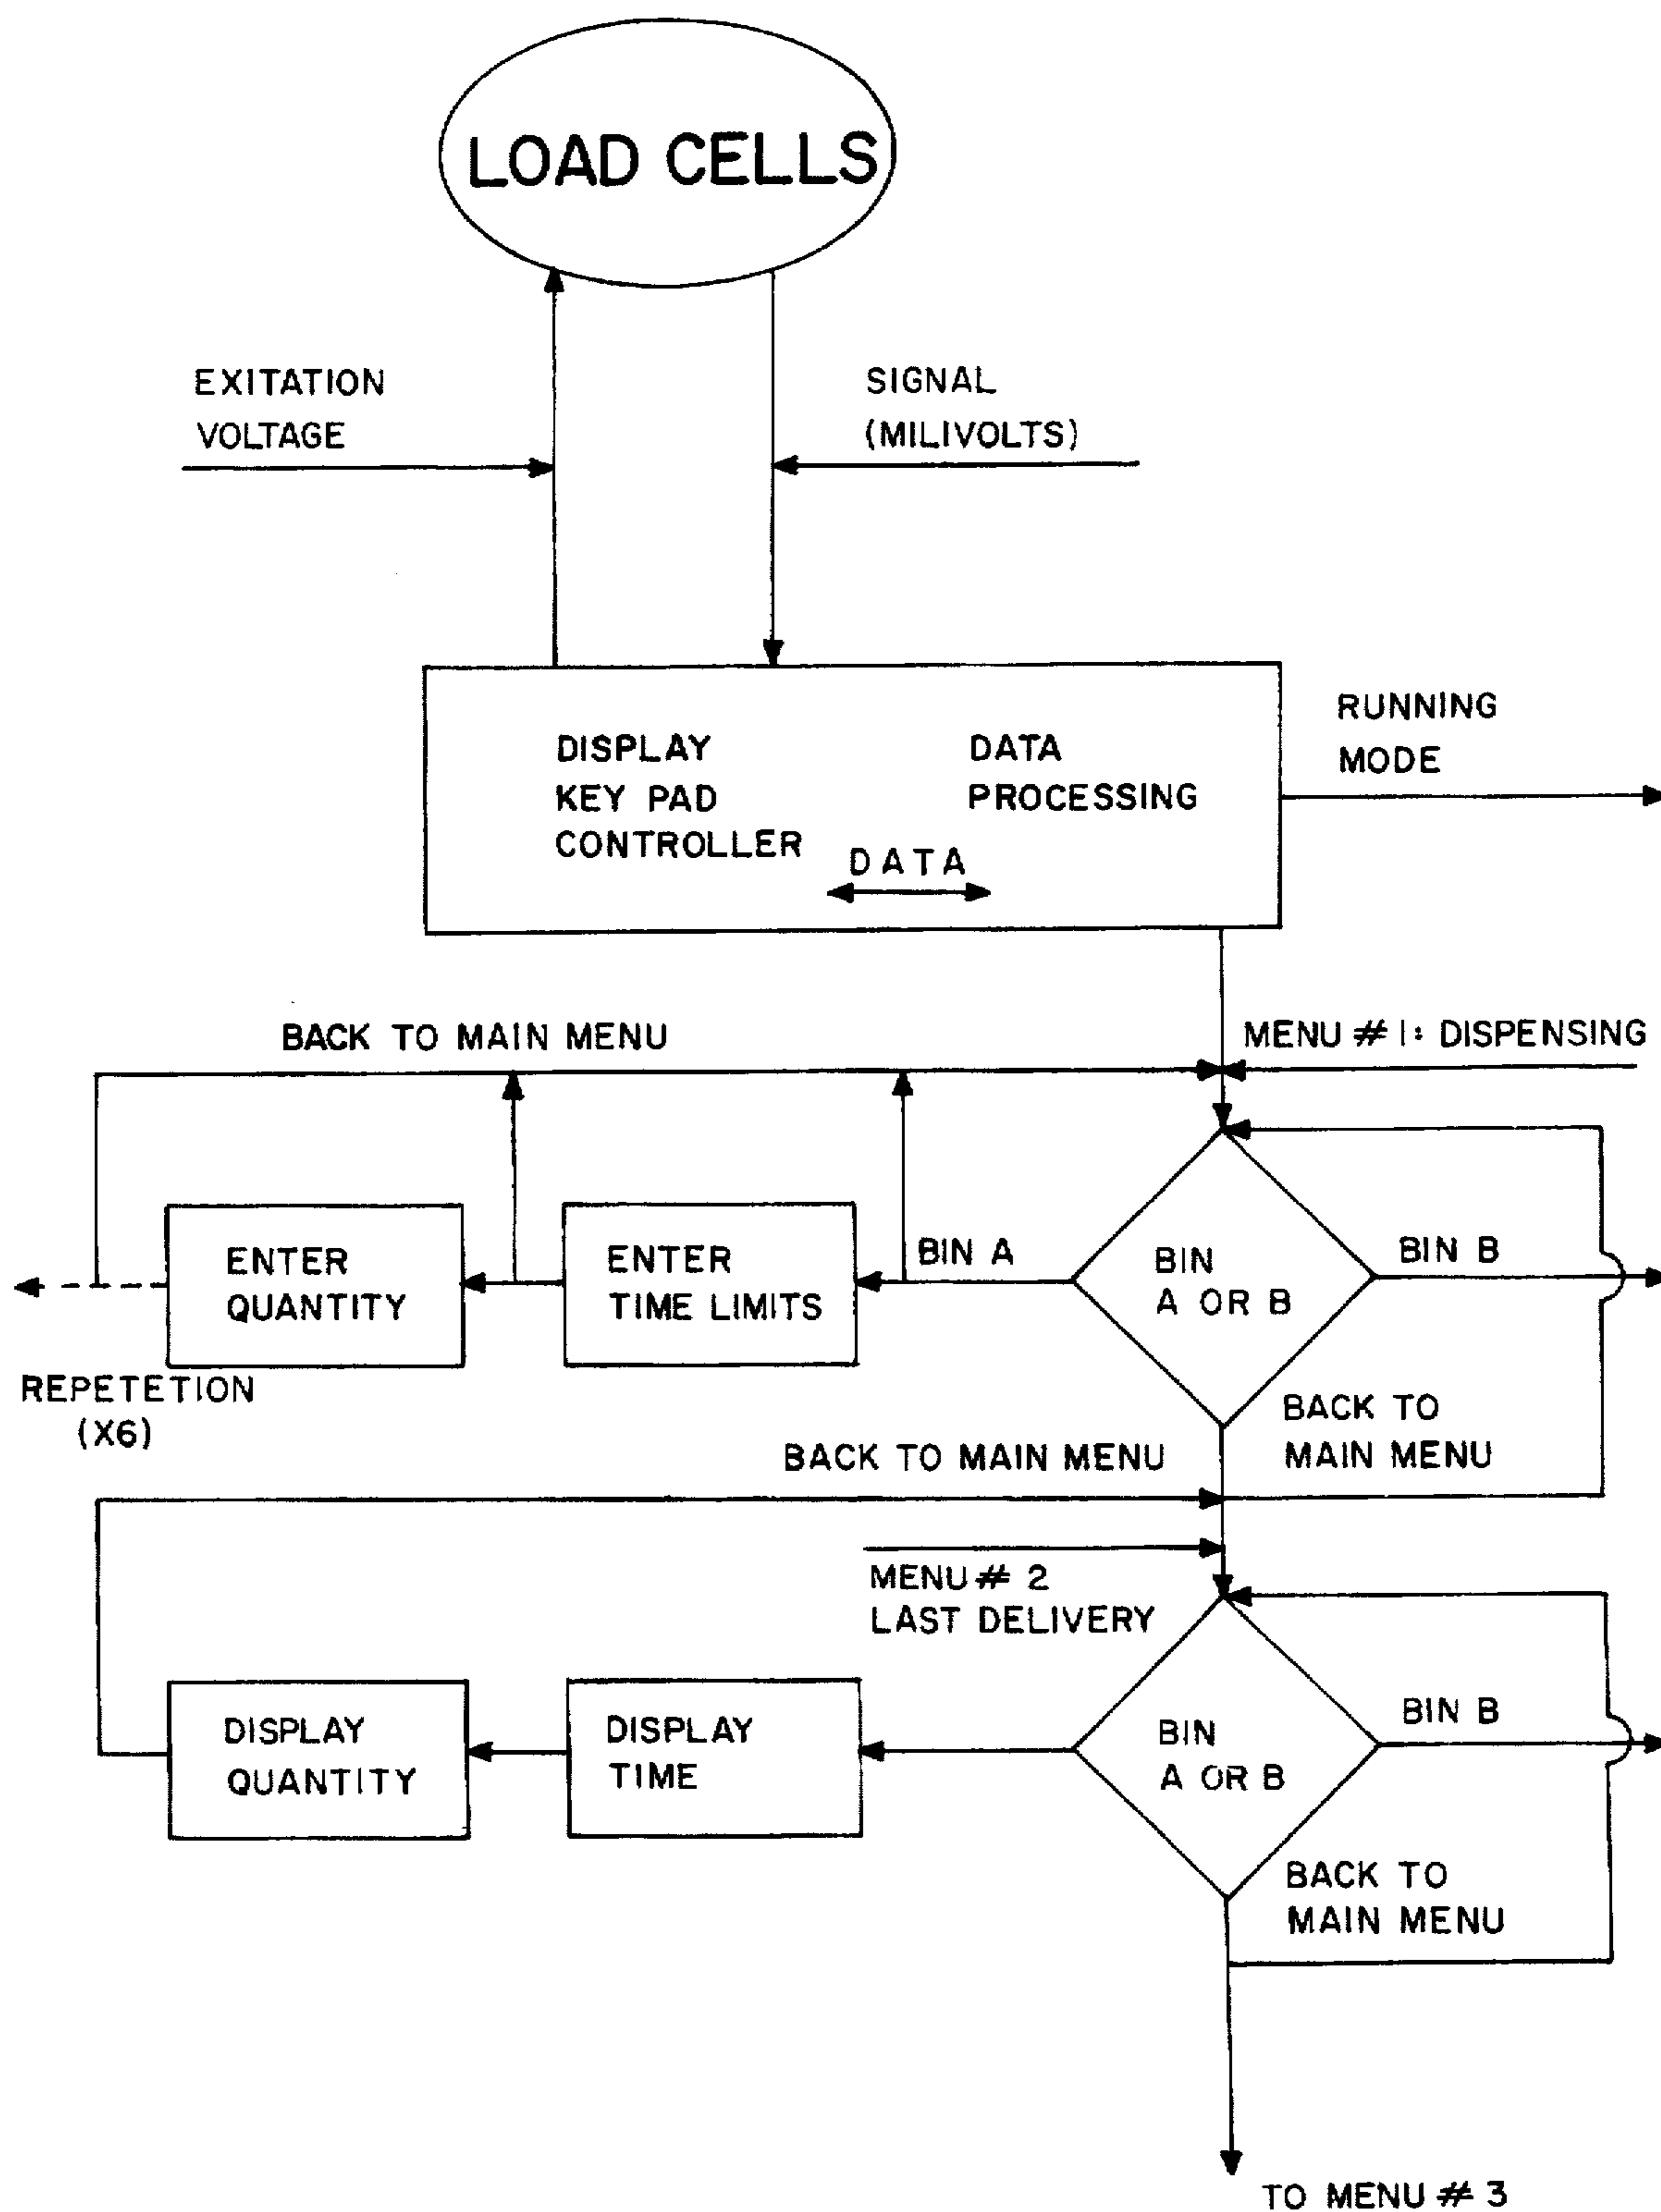 LOAD CELLS
EXITATION
VOLTAGE
SIGNAL
(MILIVOLTS)
RUNNING
MODE
DISPLAY
KEY PAD
CONTROLLER
DATA
PROCESSING
DATA
BACK TO MAIN MENU
MENU # 1: DISPENSING
ENTER
QUANTITY
ENTER
TIME LIMITS
BIN A
BIN
A OR B
BIN B
REPETETION
(X6)
BACK TO
MAIN MENU
BACK TO MAIN MENU
MENU # 2
LAST DELIVERY
DISPLAY
QUANTITY
DISPLAY
TIME
BIN
A OR B
BIN B
BACK TO
MAIN MENU
TO MENU # 3